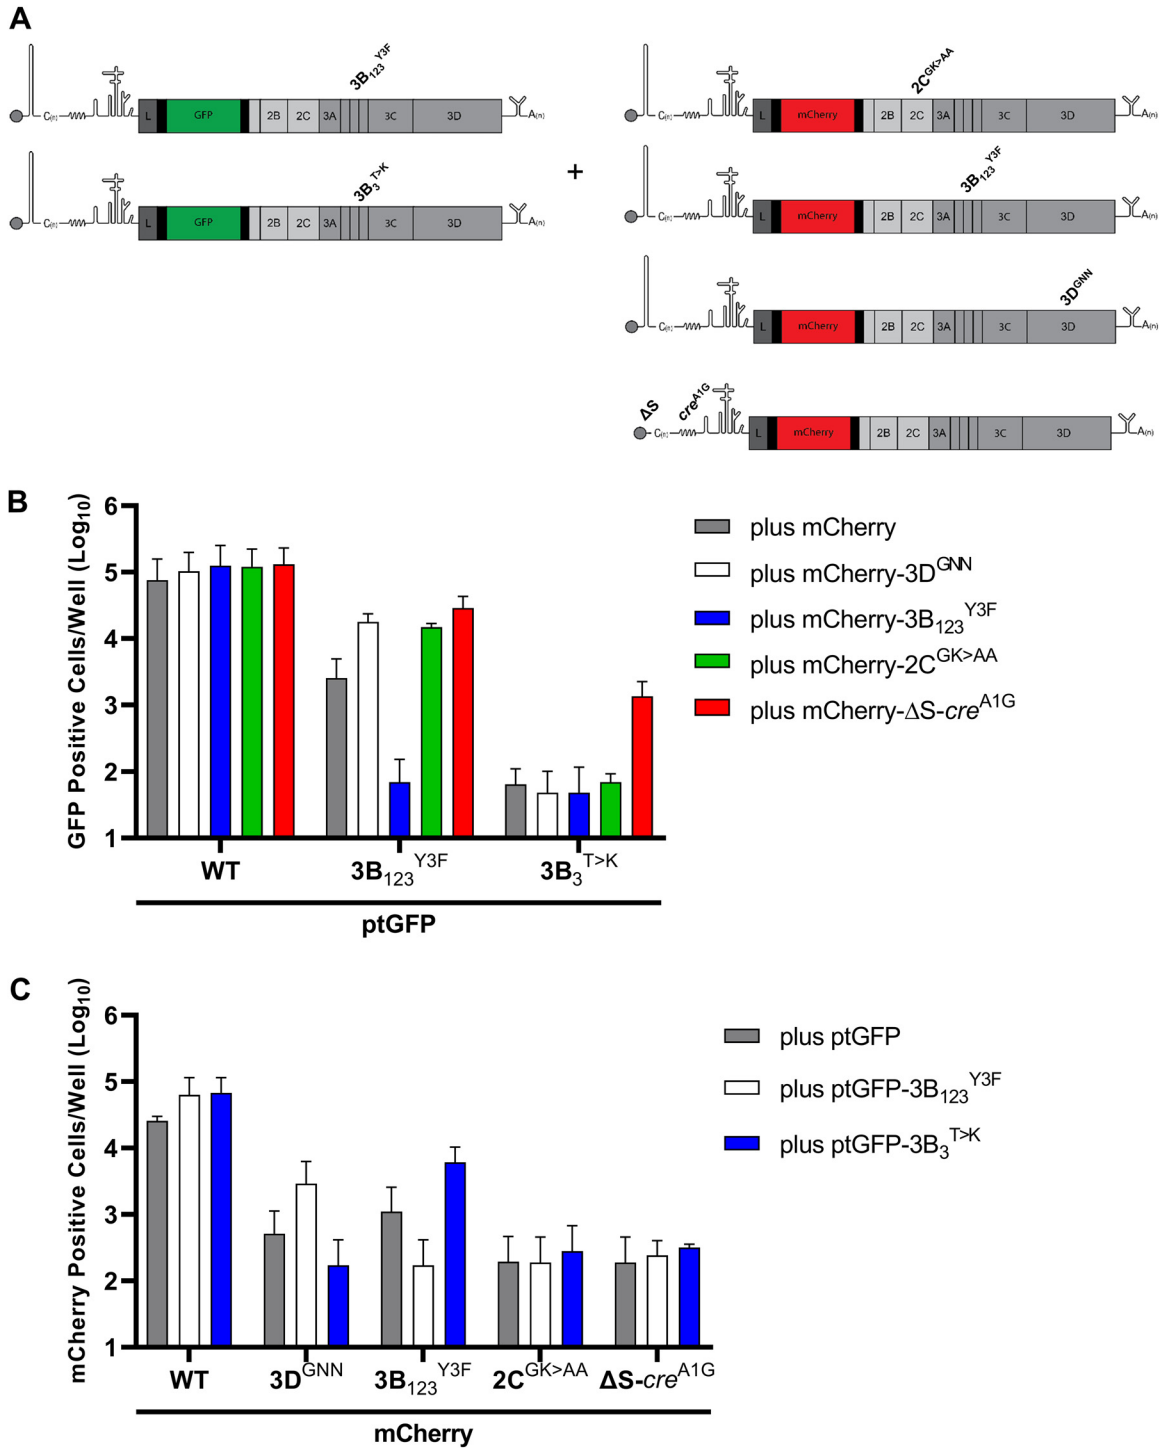 A
3B123Y3F
C(n) L GFP 2B 2C 3A 3C 3D A(n)
3B3T>K
C(n) L GFP 2B 2C 3A 3C 3D A(n)
+
2CGK>AA
C(n) L mCherry 2B 2C 3A 3C 3D A(n)
3B123Y3F
C(n) L mCherry 2B 2C 3A 3C 3D A(n)
3DGNN
C(n) L mCherry 2B 2C 3A 3C 3D A(n)
ΔS creA1G
C(n) L mCherry 2B 2C 3A 3C 3D A(n)
B
GFP Positive Cells/Well (Log10)
6
5
4
3
2
1
WT 3B123Y3F 3B3T>K
ptGFP
plus mCherry
plus mCherry-3DGNN
plus mCherry-3B123Y3F
plus mCherry-2CGK>AA
plus mCherry-ΔS-creA1G
C
mCherry Positive Cells/Well (Log10)
6
5
4
3
2
1
WT 3DGNN 3B123Y3F 2CGK>AA ΔS-creA1G
mCherry
plus ptGFP
plus ptGFP-3B123Y3F
plus ptGFP-3B3T>K